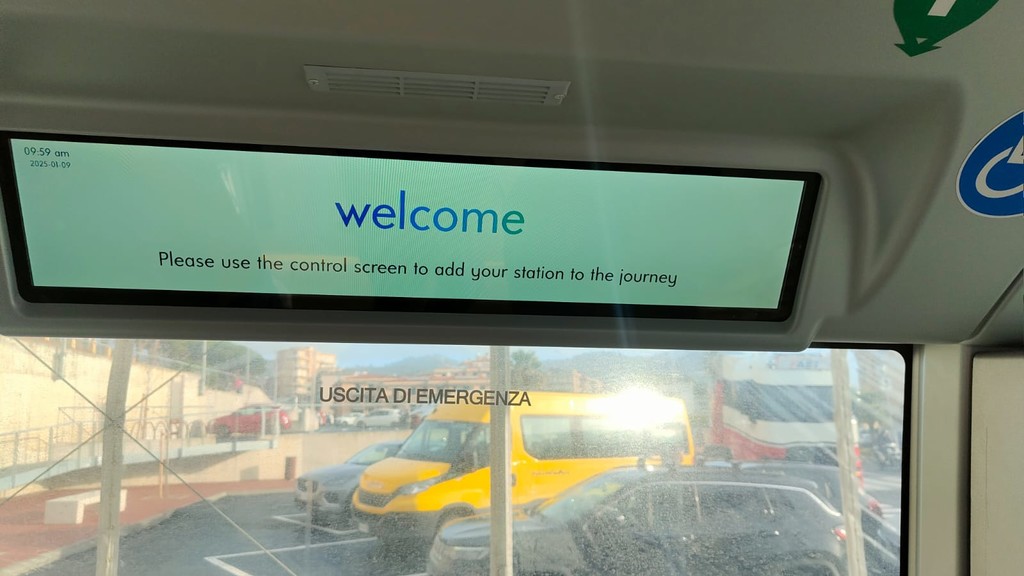 09:59 am
2025-01-09
welcome
Please use the control screen to add your station to the journey
USCITA DI EMERGENZA